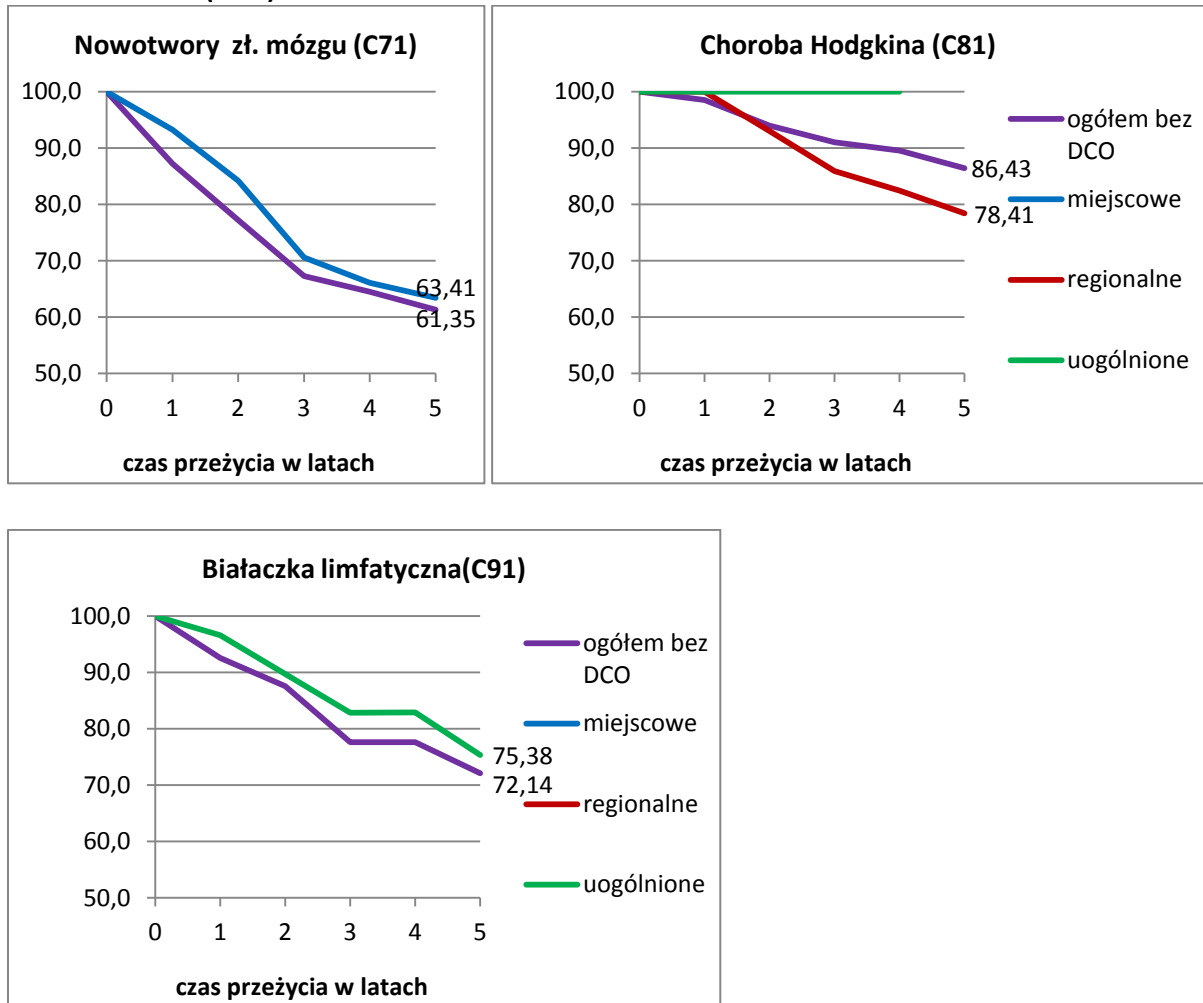 Nowotwory zł. mózgu (C71)
100,0
90,0
80,0
70,0
60,0
50,0
63,41
61,35
0 1 2 3 4 5
czas przeżycia w latach
Choroba Hodgkina (C81)
100,0
90,0
80,0
70,0
60,0
50,0
86,43
78,41
0 1 2 3 4 5
czas przeżycia w latach
ogółem bez
DCO
miejscowe
regionalne
uogólnione
Białaczka limfatyczna(C91)
100,0
90,0
80,0
70,0
60,0
50,0
75,38
72,14
0 1 2 3 4 5
czas przeżycia w latach
ogółem bez
DCO
miejscowe
regionalne
uogólnione